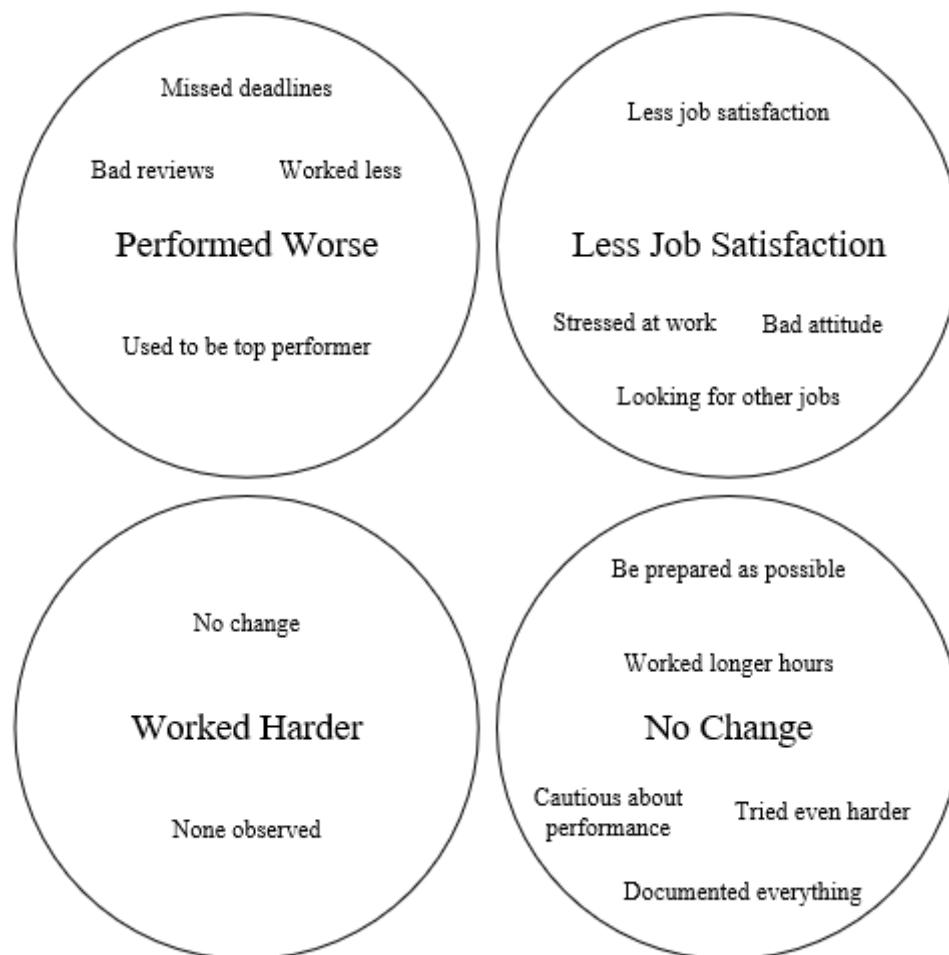 Missed deadlines
Bad reviews
Worked less
Performed Worse
Used to be top performer
Less job satisfaction
Less Job Satisfaction
Stressed at work
Bad attitude
Looking for other jobs
No change
Worked Harder
None observed
Be prepared as possible
Worked longer hours
No Change
Cautious about
performance
Tried even harder
Documented everything